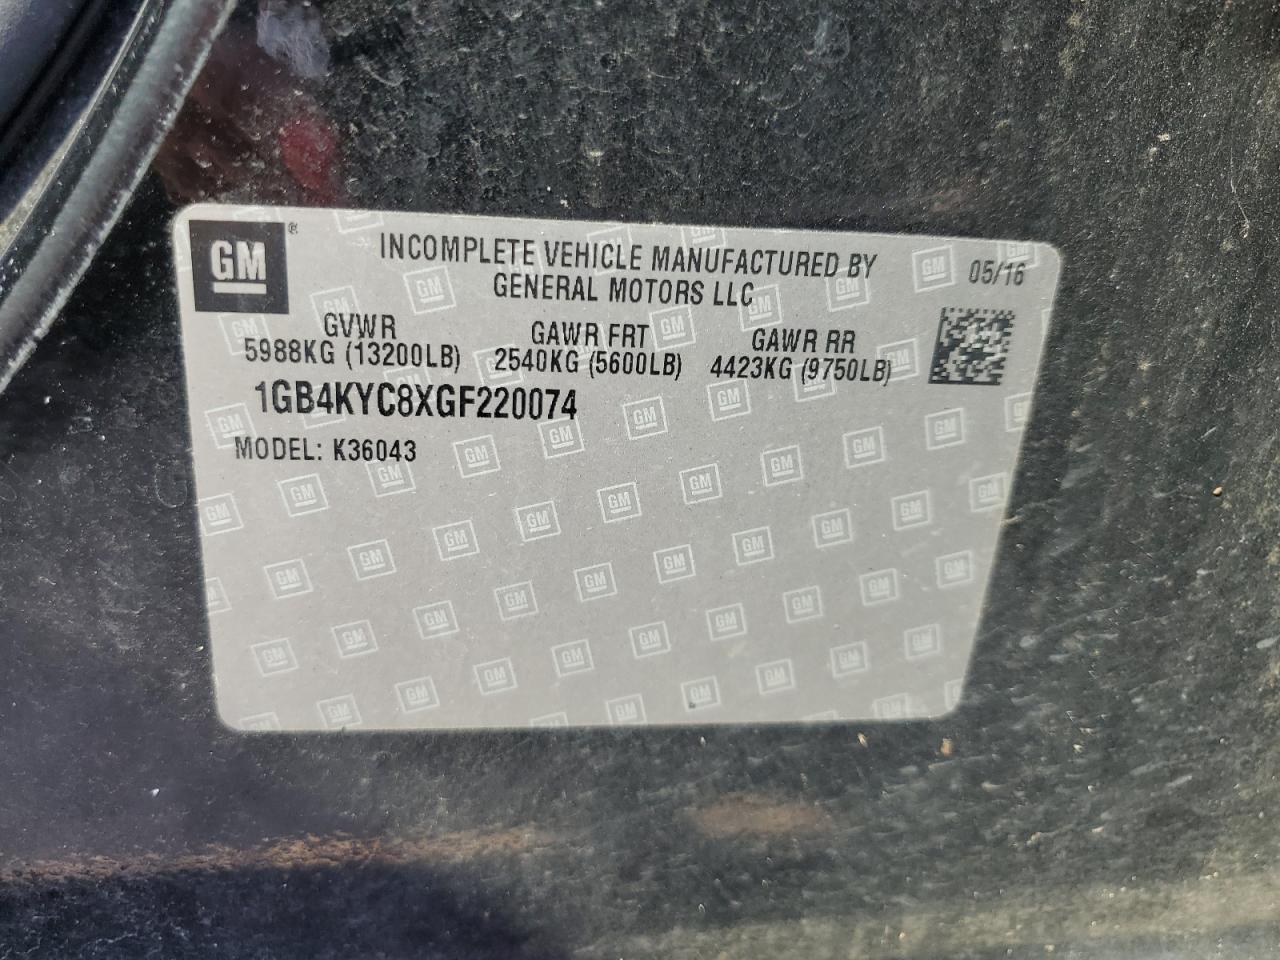 GM ®
INCOMPLETE VEHICLE MANUFACTURED BY
GENERAL MOTORS LLC
05/16
GVWR GAWR FRT GAWR RR
5988KG (13200LB) 2540KG (5600LB) 4423KG (9750LB)
1GB4KYC8XGF220074
MODEL: K36043